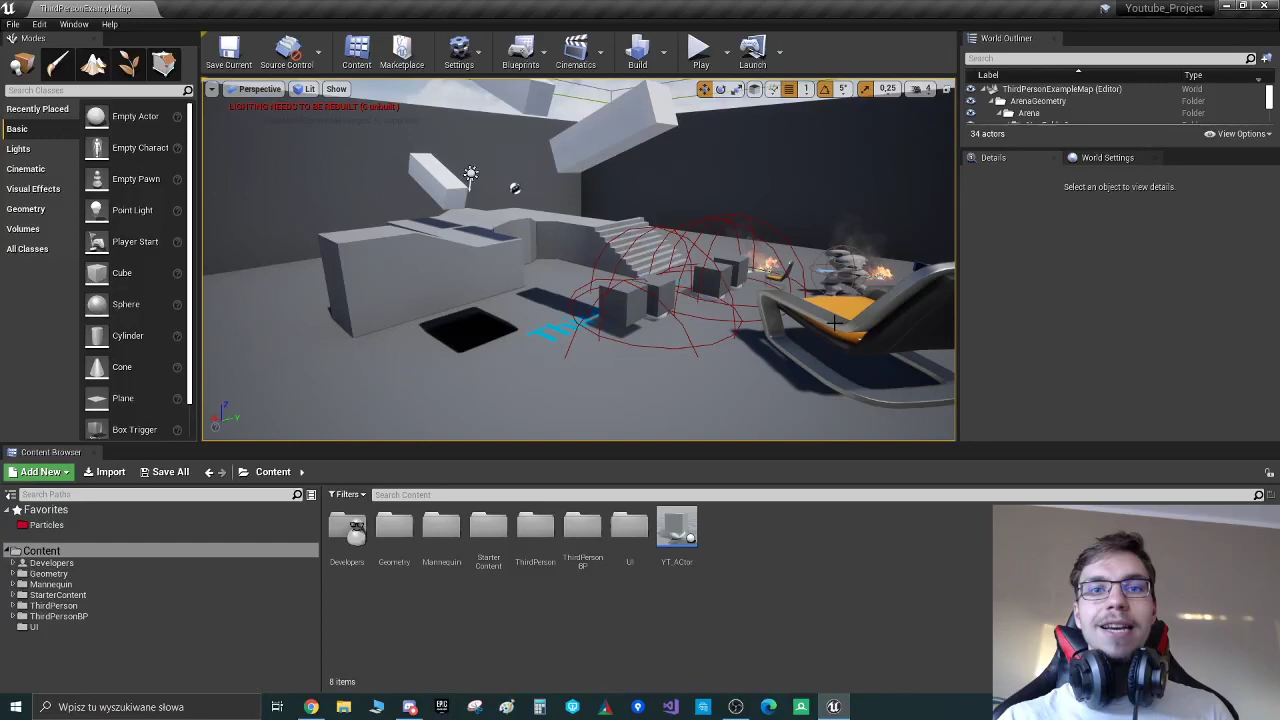 ThirdPersonExampleMap
Youtube_Project
File Edit Window Help
Modes
Search Classes
Recently Placed
Basic
Lights
Cinematic
Visual Effects
Geometry
Volumes
All Classes
Empty Actor
Empty Charact
Empty Pawn
Point Light
Player Start
Cube
Sphere
Cylinder
Cone
Plane
Box Trigger
Save Current
Source Control
Content
Marketplace
Settings
Blueprints
Cinematics
Build
Play
Launch
Perspective Lit Show
5° 0,25 4
LIGHTING NEEDS TO BE REBUILT (6 unbuilt)
World Outliner
Search...
Label Type
ThirdPersonExampleMap (Editor) World
ArenaGeometry Folder
Arena Folder
34 actors View Options
Details World Settings
Select an object to view details.
Content Browser
Add New Import Save All Content
Search Paths
Filters Search Content
Favorites
Particles
Content
Developers
Geometry
Mannequin
StarterContent
ThirdPerson
ThirdPersonBP
UI
Developers
Geometry
Mannequin
Starter
Content
ThirdPerson
ThirdPerson
BP
UI
YT_ACtor
8 items
Wpisz tu wyszukiwane słowa
EPIC